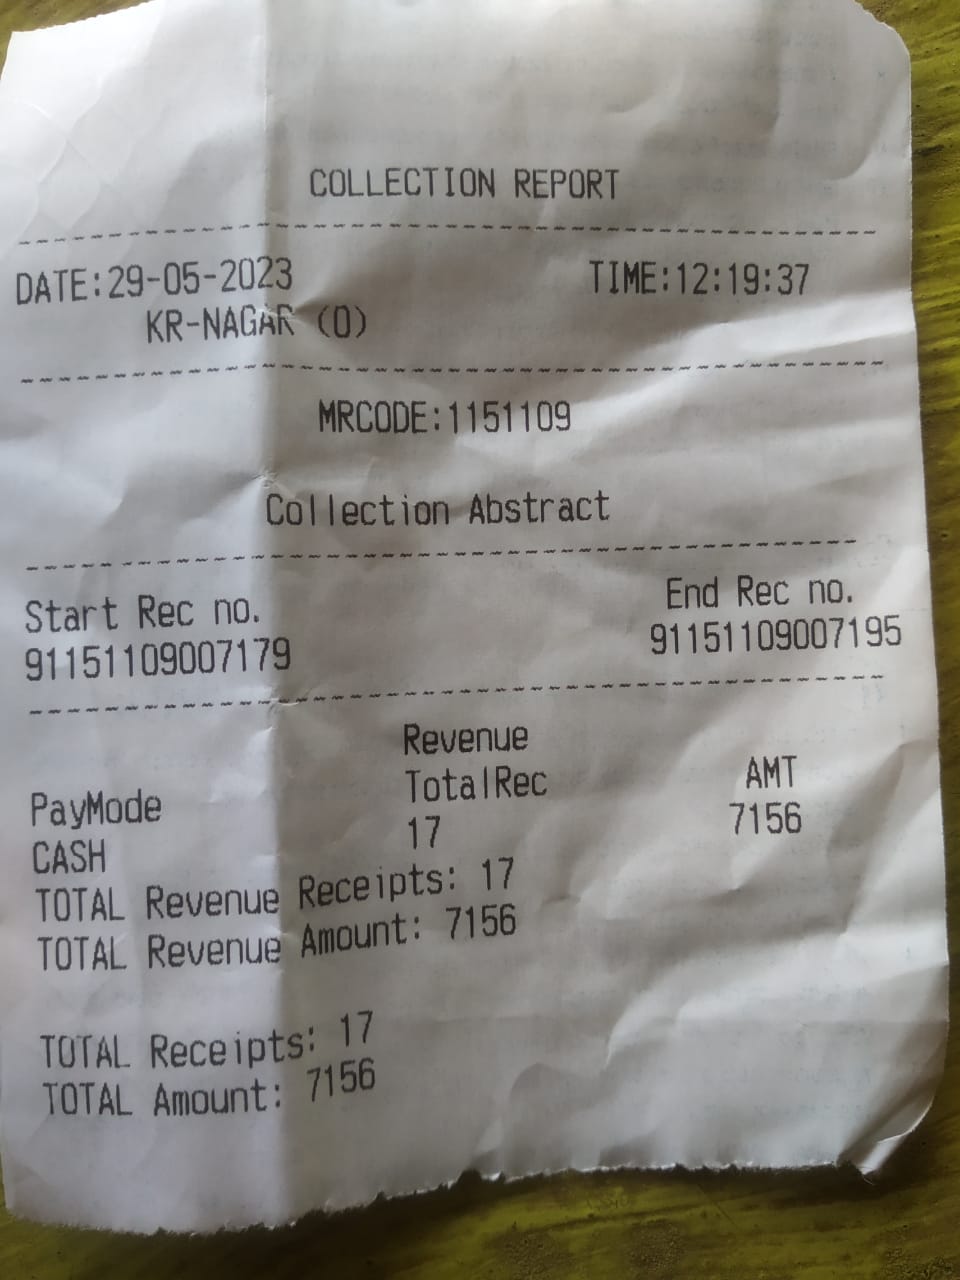 COLLECTION REPORT
DATE:29-05-2023 TIME:12:19:37
KR-NAGAR (O)
MRCODE:1151109
Collection Abstract
Start Rec no. End Rec no.
91151109007179 91151109007195
Revenue
PayMode TotalRec AMT
CASH 17 7156
TOTAL Revenue Receipts: 17
TOTAL Revenue Amount: 7156
TOTAL Receipts: 17
TOTAL Amount: 7156